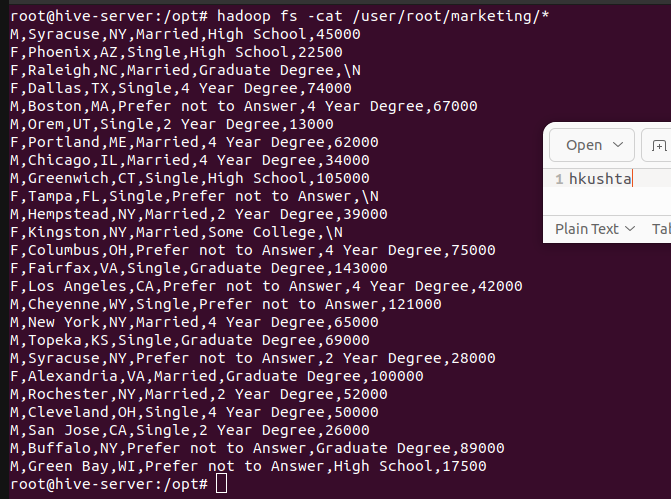 root@hive-server:/opt# hadoop fs -cat /user/root/marketing/*
M,Syracuse,NY,Married,High School,45000
F,Phoenix,AZ,Single,High School,22500
F,Raleigh,NC,Married,Graduate Degree,\N
F,Dallas,TX,Single,4 Year Degree,74000
M,Boston,MA,Prefer not to Answer,4 Year Degree,67000
M,Orem,UT,Single,2 Year Degree,13000
F,Portland,ME,Married,4 Year Degree,62000
M,Chicago,IL,Married,4 Year Degree,34000
M,Greenwich,CT,Single,High School,105000
F,Tampa,FL,Single,Prefer not to Answer,\N
M,Hempstead,NY,Married,2 Year Degree,39000
F,Kingston,NY,Married,Some College,\N
F,Columbus,OH,Prefer not to Answer,4 Year Degree,75000
F,Fairfax,VA,Single,Graduate Degree,143000
F,Los Angeles,CA,Prefer not to Answer,4 Year Degree,42000
M,Cheyenne,WY,Single,Prefer not to Answer,121000
M,New York,NY,Married,4 Year Degree,65000
M,Topeka,KS,Single,Graduate Degree,69000
M,Syracuse,NY,Prefer not to Answer,2 Year Degree,28000
F,Alexandria,VA,Married,Graduate Degree,100000
M,Rochester,NY,Married,2 Year Degree,52000
M,Cleveland,OH,Single,4 Year Degree,50000
M,San Jose,CA,Single,2 Year Degree,26000
M,Buffalo,NY,Prefer not to Answer,Graduate Degree,89000
M,Green Bay,WI,Prefer not to Answer,High School,17500
root@hive-server:/opt#
Open
1 hkushta
Plain Text
Tal